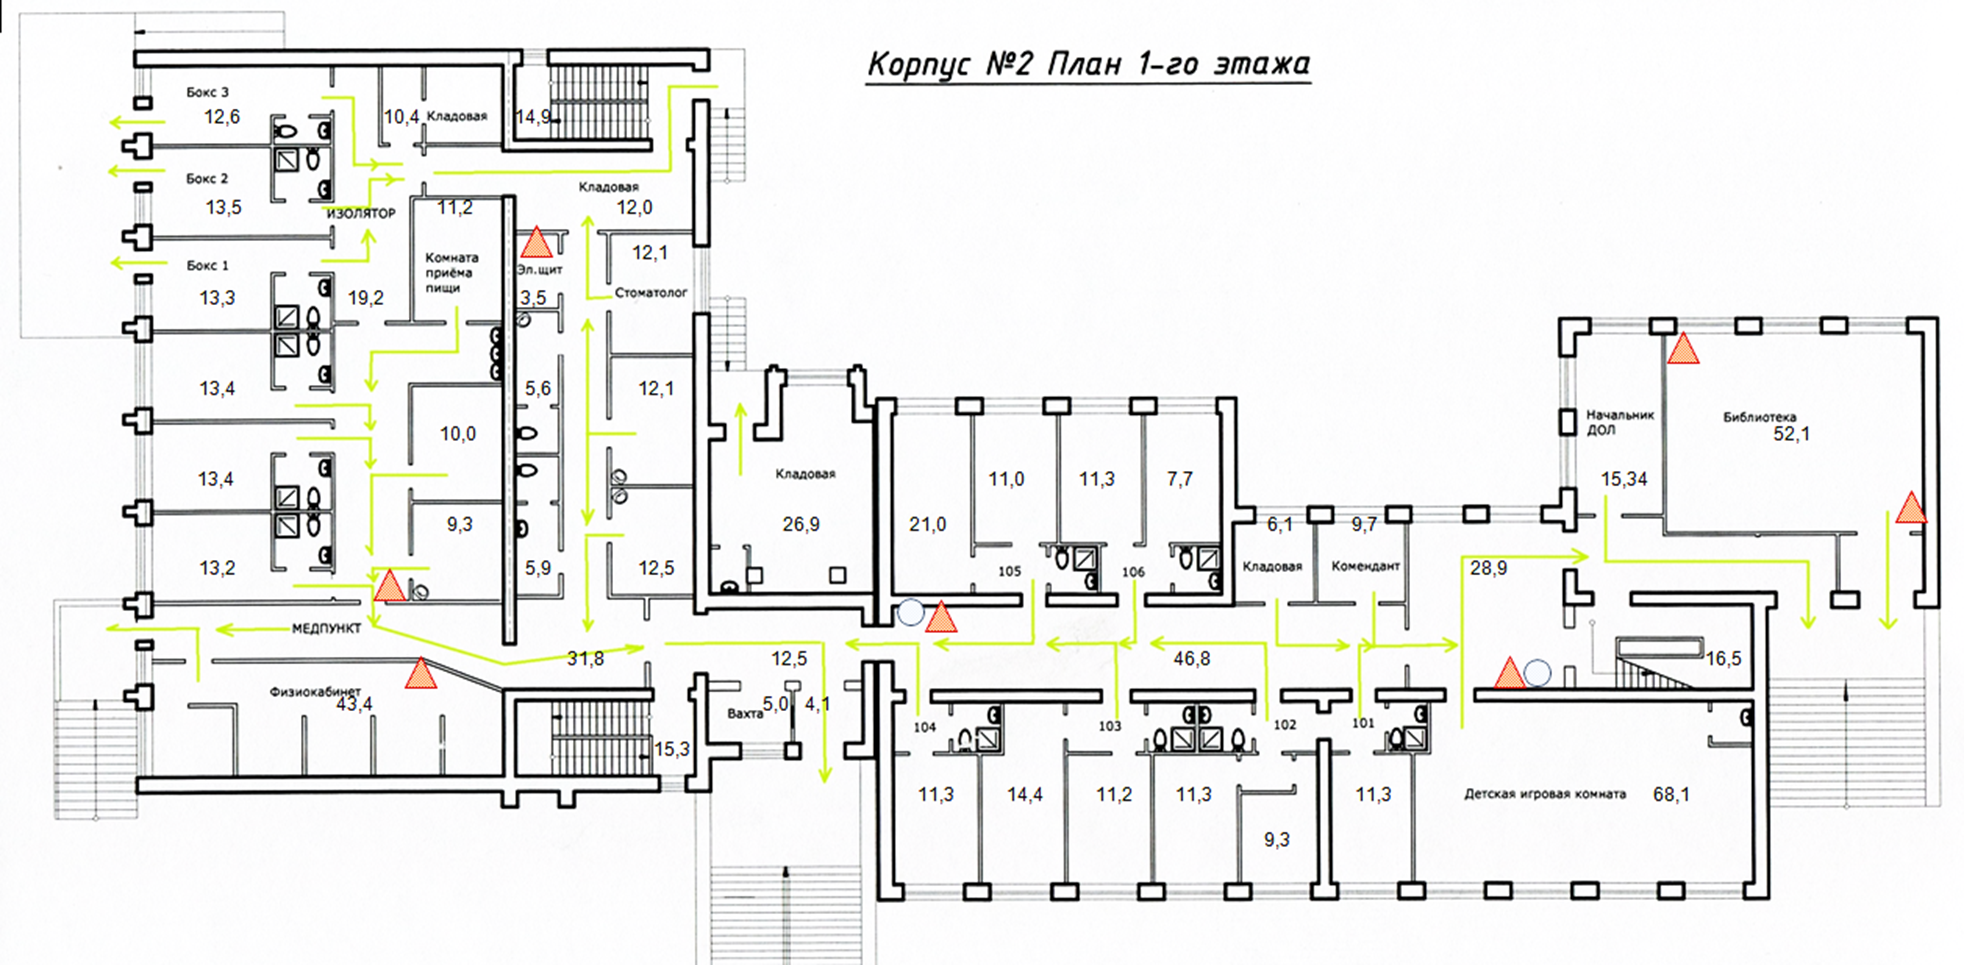 Корпус №2 План 1-го этажа
Бокс 3
12,6
10,4
Кладовая
14,9
Бокс 2
13,5
ИЗОЛЯТОР
11,2
Кладовая
12,0
Бокс 1
13,3
19,2
Комната
приёма
пищи
Эл.щит
3,5
12,1
Стоматолог
13,4
5,6
12,1
10,0
13,4
9,3
13,2
5,9
12,5
Кладовая
26,9
21,0
11,0
11,3
7,7
105
106
6,1
Кладовая
9,7
Комендант
28,9
Начальник
ДОЛ
15,34
Библиотека
52,1
МЕДПУНКТ
31,8
12,5
46,8
16,5
Физиокабинет
43,4
Вахта
5,0
4,1
15,3
104
103
102
101
11,3
14,4
11,2
11,3
9,3
11,3
Детская игровая комната
68,1